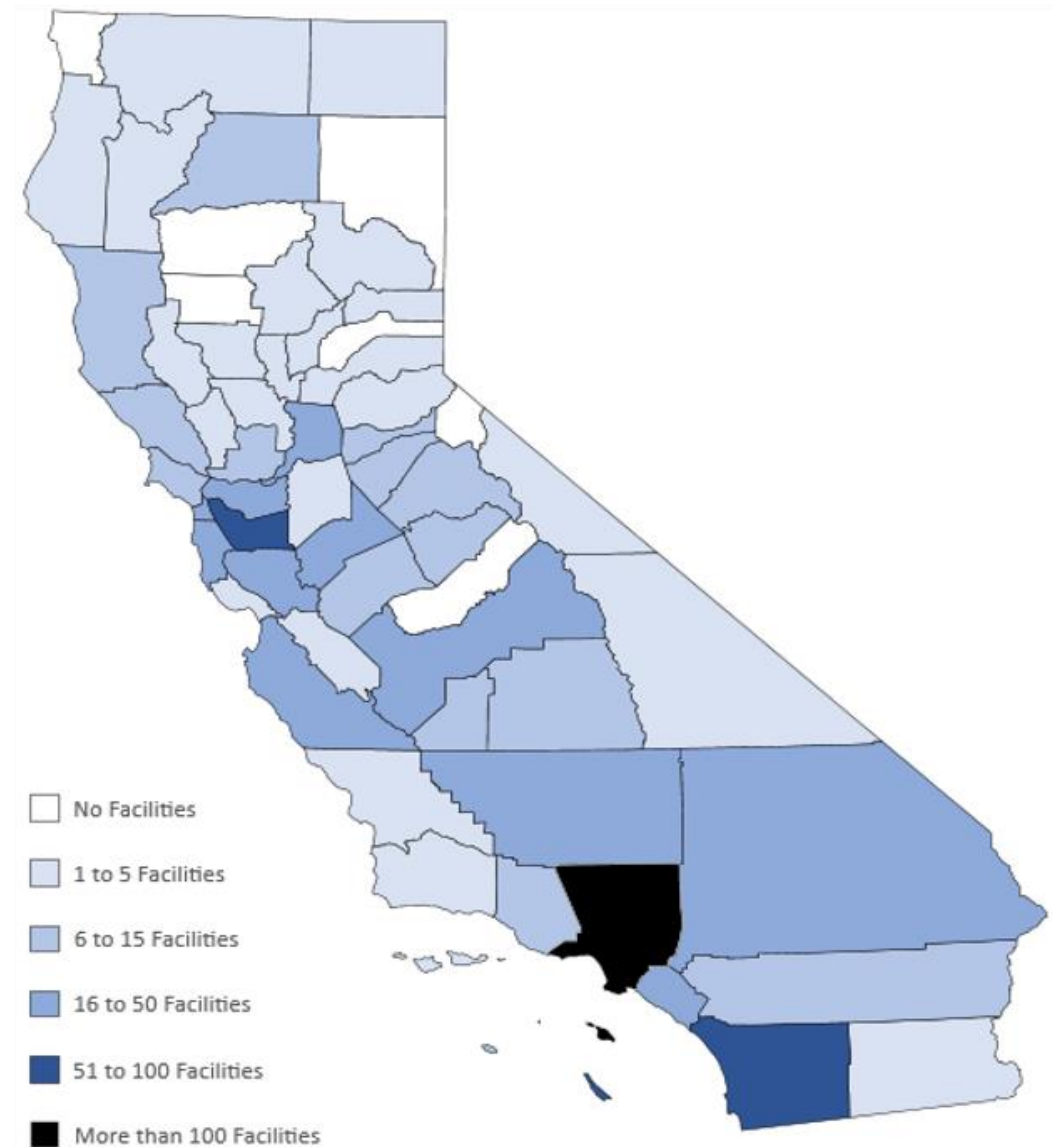 No Facilities
1 to 5 Facilities
6 to 15 Facilities
16 to 50 Facilities
51 to 100 Facilities
More than 100 Facilities